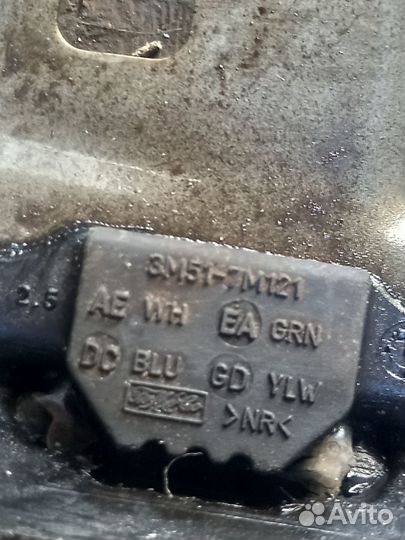 3M51-7M121
2.5
AE WH EA GRN
DC BLU GD YLW
>NR<
Avito